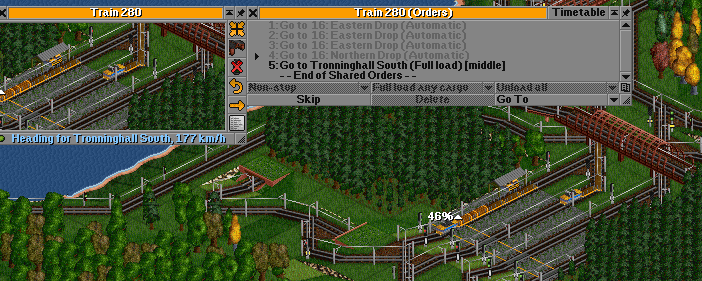 Train 280
Train 280 (Orders)
Timetable
1: Go to 16: Eastern Drop (Automatic)
2: Go to 16: Eastern Drop (Automatic)
3: Go to 16: Eastern Drop (Automatic)
4: Go to 16: Northern Drop (Automatic)
5: Go to Tronninghall South (Full load) [middle]
- - End of Shared Orders - -
Non-stop
Full load any cargo
Unload all
Skip
Delete
Go To
Heading for Tronninghall South, 177 km/h
46%